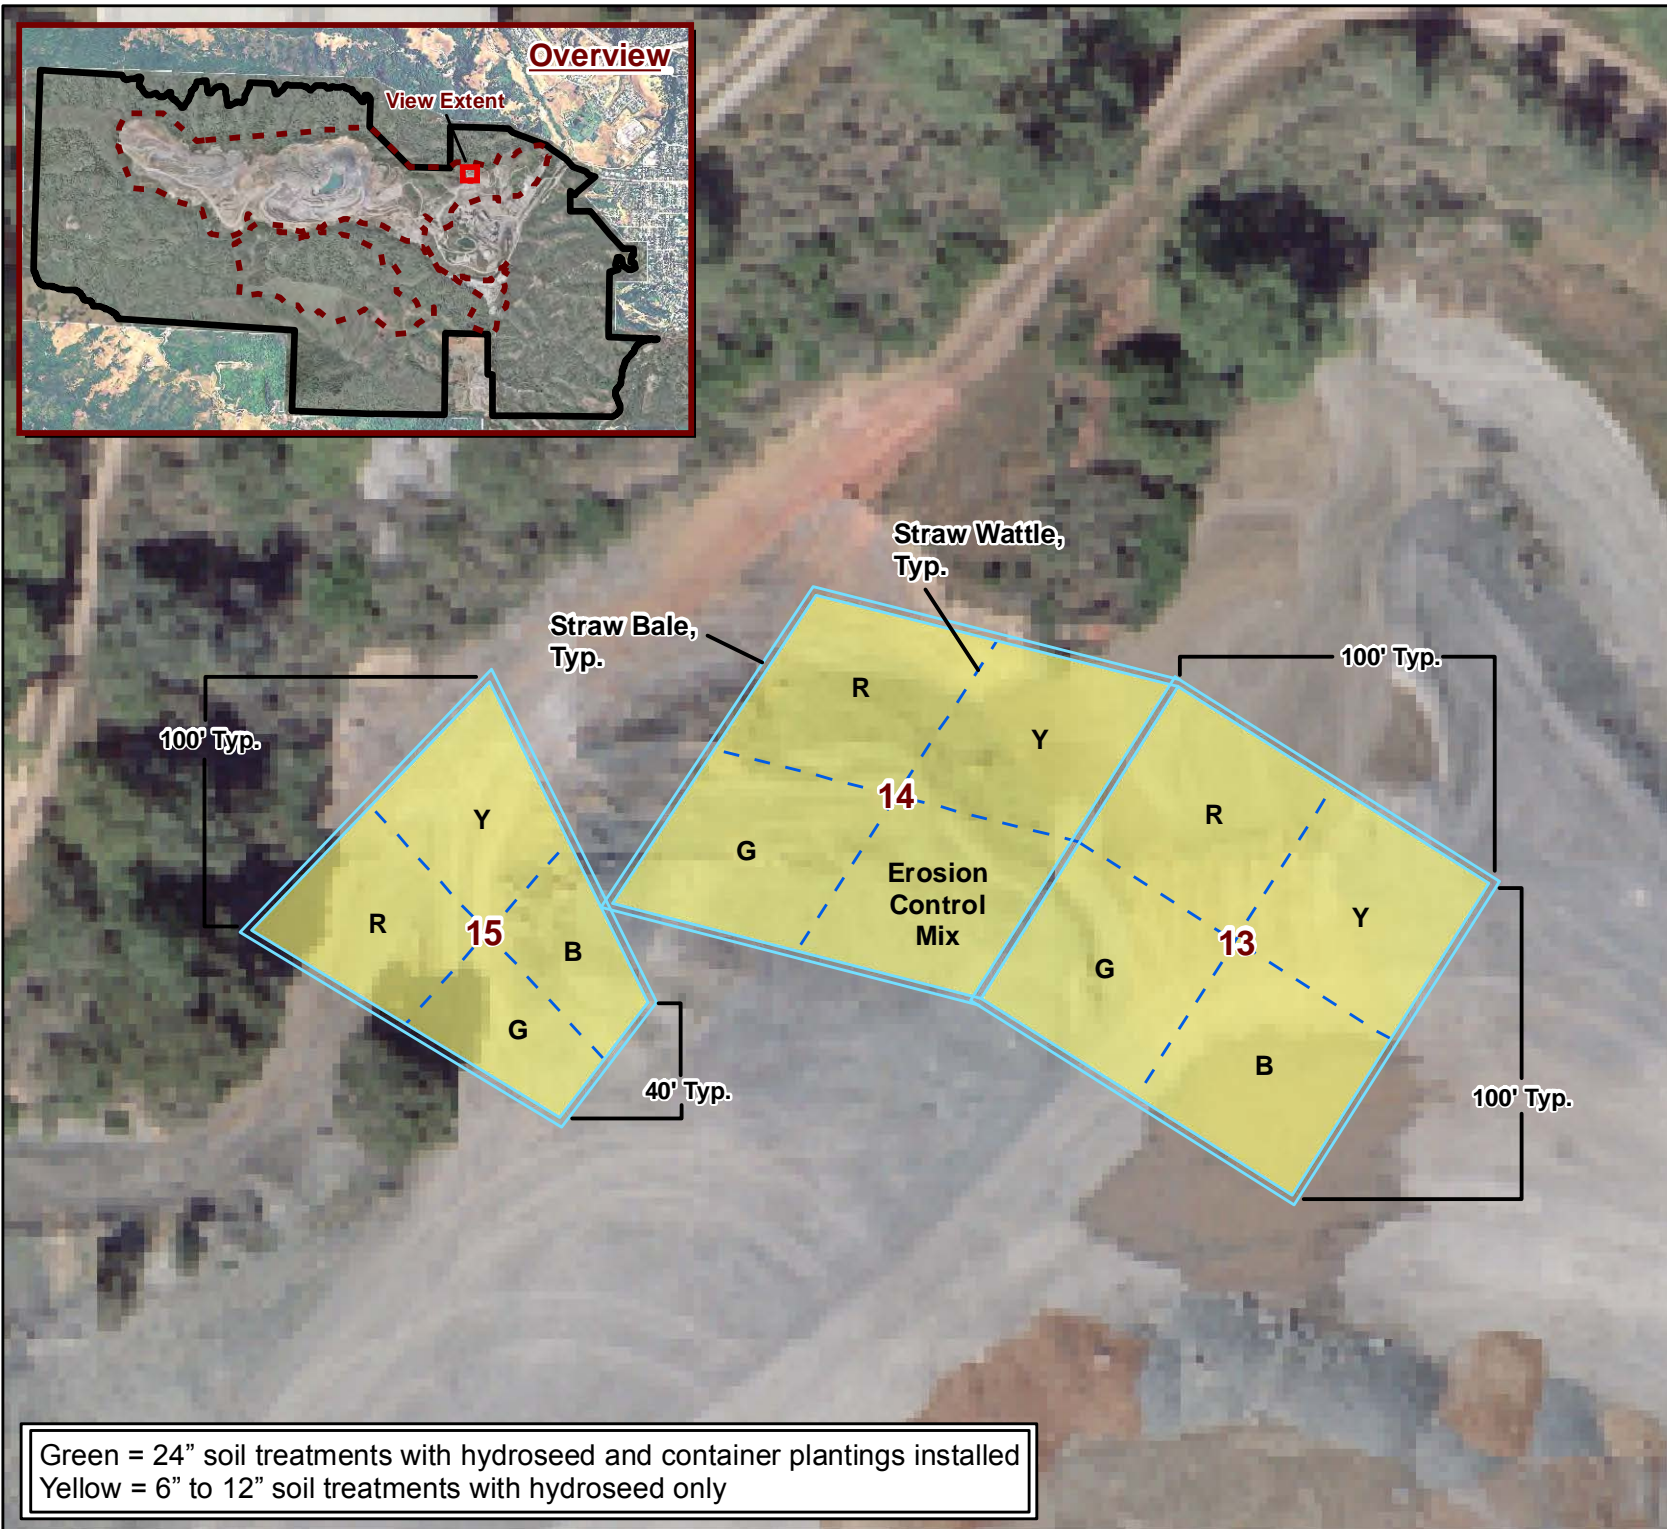 Overview
View Extent
Straw Wattle,
Typ.
Straw Bale,
Typ.
100' Typ.
100' Typ.
R
Y
14
G
Erosion
Control
Mix
Y
R
15
B
G
R
Y
13
G
B
40' Typ.
100' Typ.
Green = 24” soil treatments with hydroseed and container plantings installed
Yellow = 6” to 12” soil treatments with hydroseed only